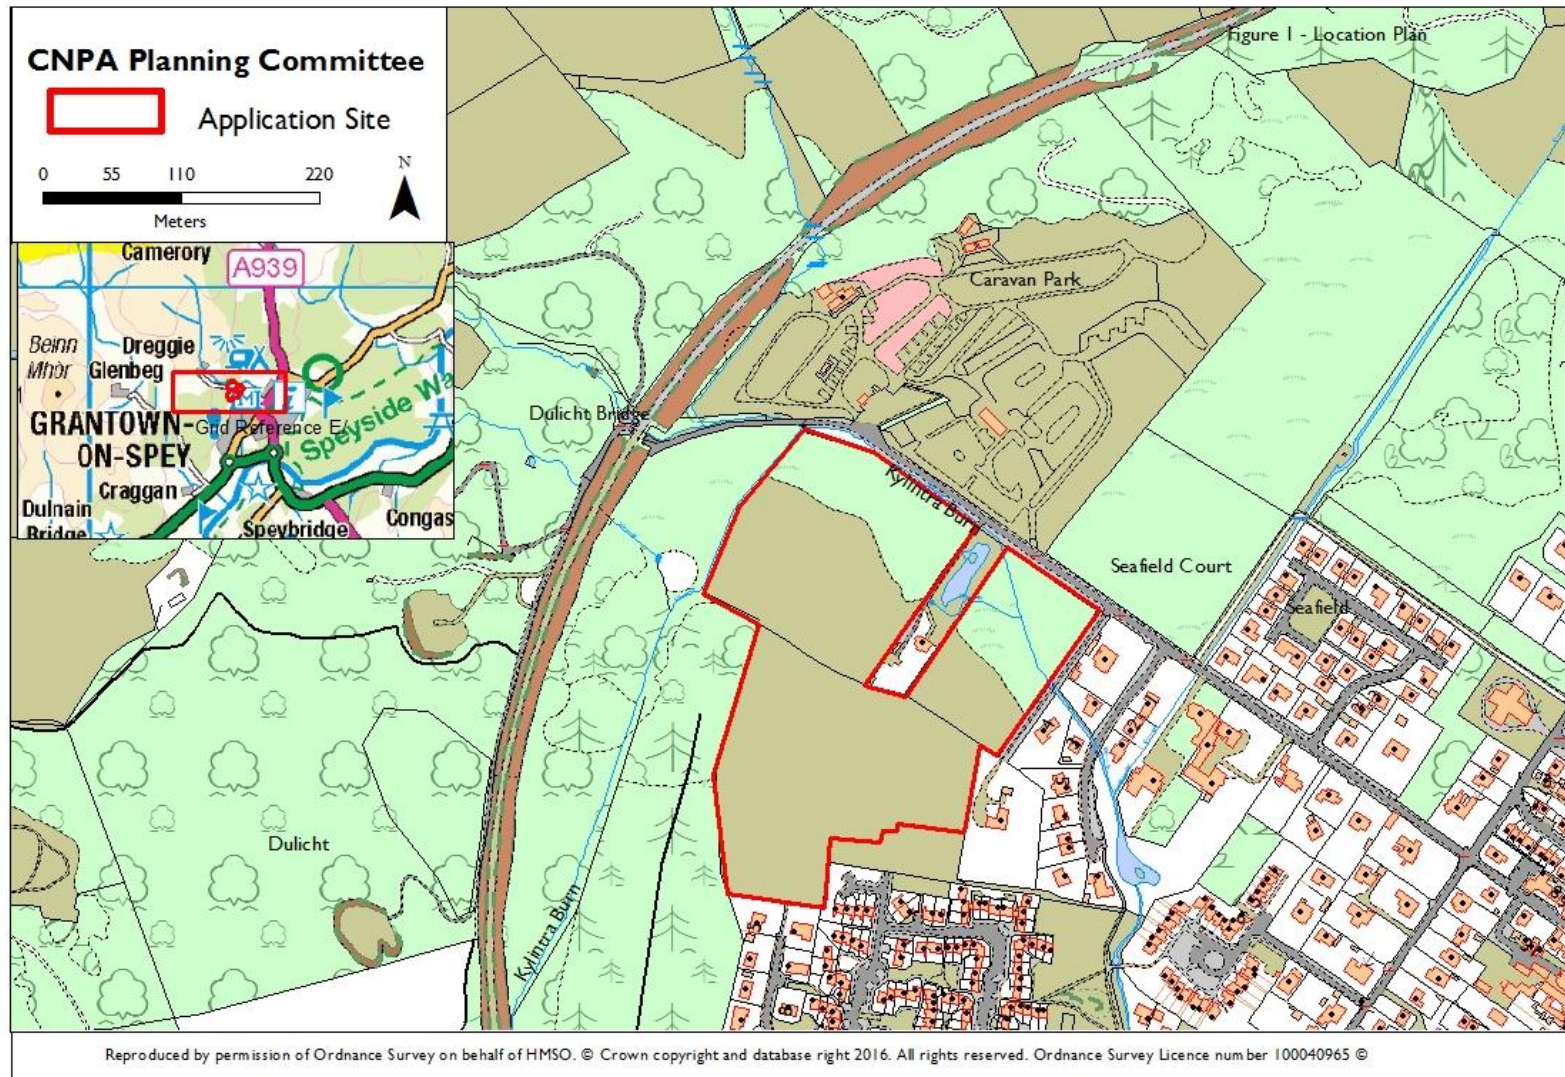 CNPA Planning Committee
Application Site
0 55 110 220
Meters
N
Figure 1 - Location Plan
Camerory
A939
Beinn
Mhor
Dreggie
Glenbeg
GRANTOWN-
ON-SPEY
Grid Reference E/
Speyside Wa
Craggan
Dulnain
Bridge
Speybridge
Congas
Caravan Park
Dulicht Bridge
Kylintra Burn
Seafield Court
Seafield
Dulicht
Kylintra Burn
Reproduced by permission of Ordnance Survey on behalf of HMSO. © Crown copyright and database right 2016. All rights reserved. Ordnance Survey Licence number 100040965 ©